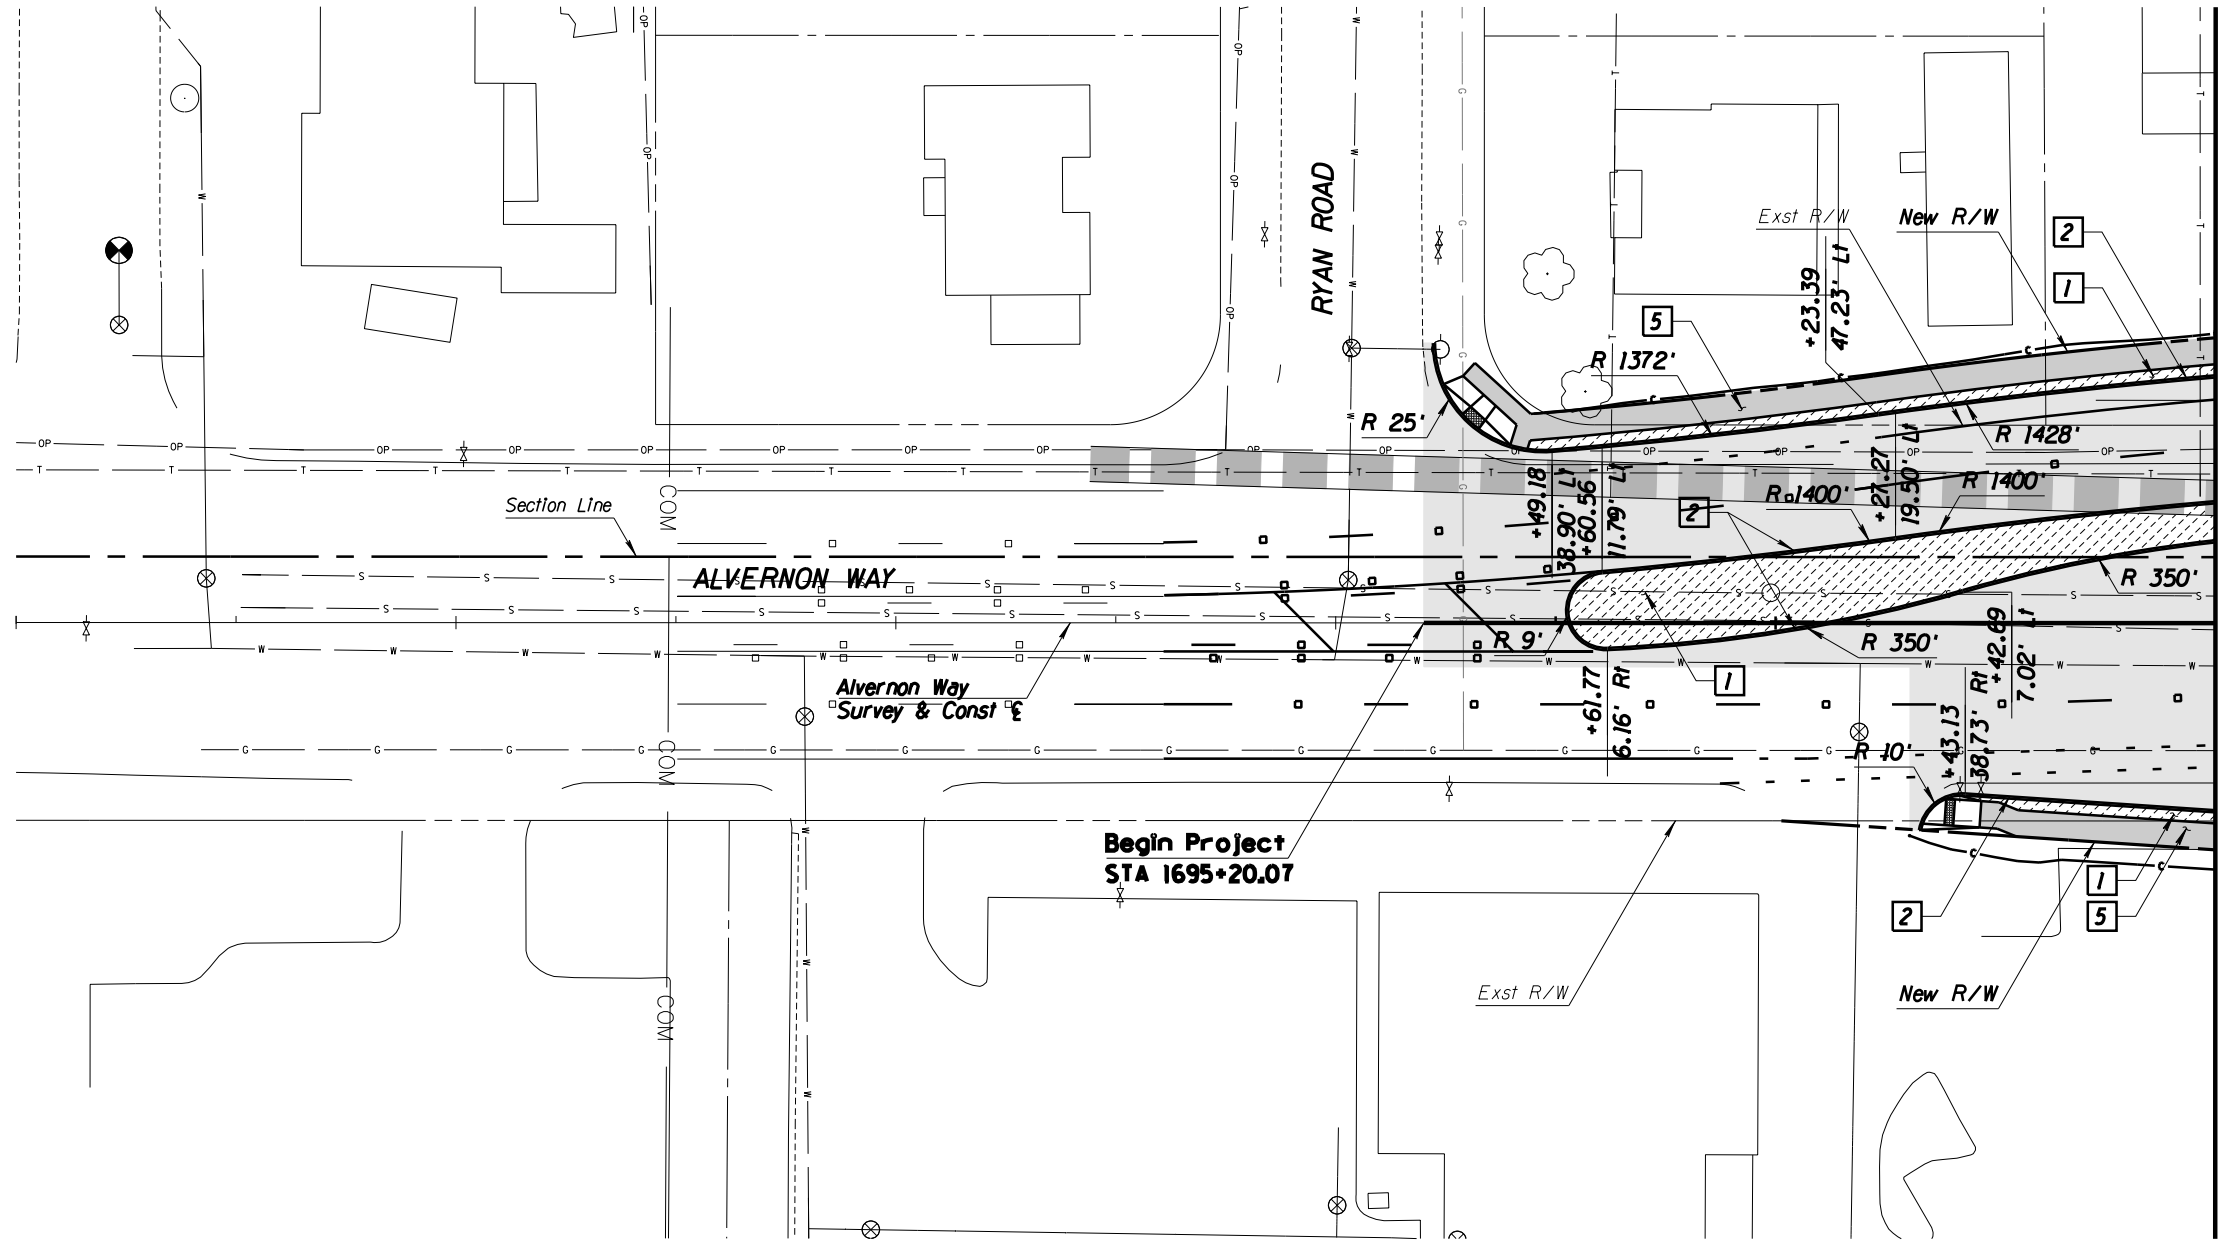 RYAN ROAD
Exst R/W
New R/W
2
1
5
+23.39
47.23' Lt
R 1372'
R 25'
R 1428'
R 1400'
R 1400'
+27.27
19.50' Lt
2
+49.18
38.90' Lt
+60.56
11.79' Lt
Section Line
COM
ALVERNON WAY
R 350'
R 9'
R 350'
+42.69
7.02' Lt
1
Alvernon Way
Survey & Const ℄
+61.77
6.16' Rt
COM
R 10'
+43.13
38.73' Rt
Begin Project
STA 1695+20.07
1
2
5
COM
Exst R/W
New R/W